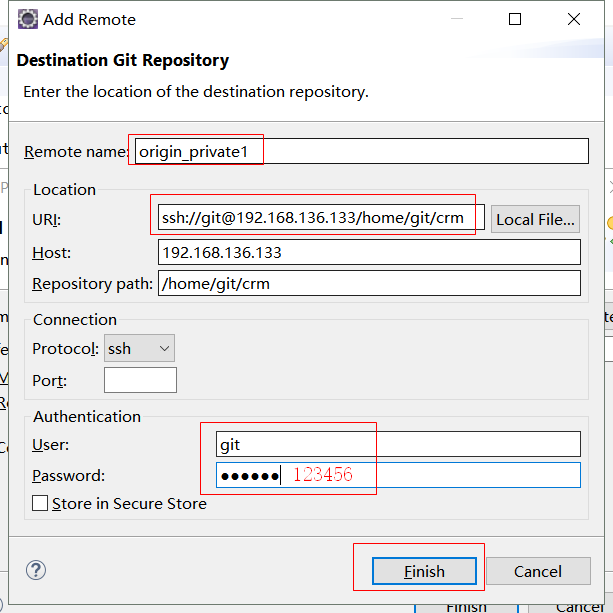 Add Remote
Destination Git Repository
Enter the location of the destination repository.
Remote name: origin_private1
Location
URI: ssh://git@192.168.136.133/home/git/crm Local File...
Host: 192.168.136.133
Repository path: /home/git/crm
Connection
Protocol: ssh
Port:
Authentication
User: git
Password: ●●●●●● 123456
Store in Secure Store
? Finish Cancel
Finish Cancel